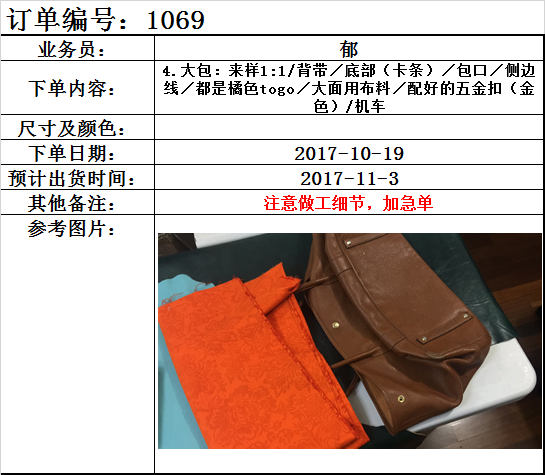 订单编号：1069
业务员： 郁
下单内容： 4.大包：来样1:1/背带／底部（卡条）／包口／侧边
线／都是橘色togo／大面用布料／配好的五金扣（金
色）/机车
尺寸及颜色：
下单日期： 2017-10-19
预计出货时间： 2017-11-3
其他备注： 注意做工细节，加急单
参考图片：